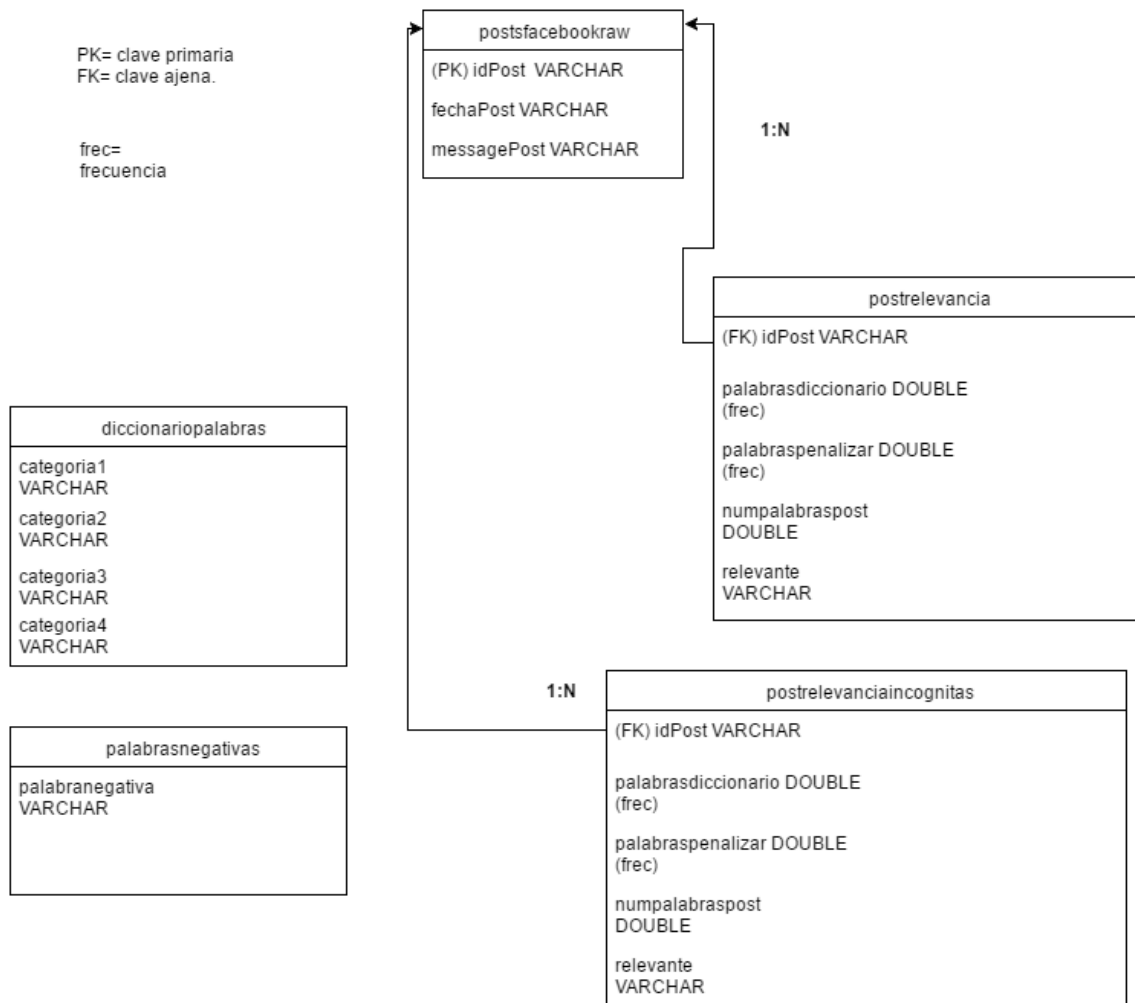 PK= clave primaria
FK= clave ajena.
frec=
frecuencia
postsfacebookraw
(PK) idPost VARCHAR
fechaPost VARCHAR
messagePost VARCHAR
1:N
postrelevancia
(FK) idPost VARCHAR
palabrasdiccionario DOUBLE
(frec)
palabraspenalizar DOUBLE
(frec)
numpalabraspost
DOUBLE
relevante
VARCHAR
diccionariopalabras
categoria1
VARCHAR
categoria2
VARCHAR
categoria3
VARCHAR
categoria4
VARCHAR
palabrasnegativas
palabranegativa
VARCHAR
1:N
postrelevanciaincognitas
(FK) idPost VARCHAR
palabrasdiccionario DOUBLE
(frec)
palabraspenalizar DOUBLE
(frec)
numpalabraspost
DOUBLE
relevante
VARCHAR